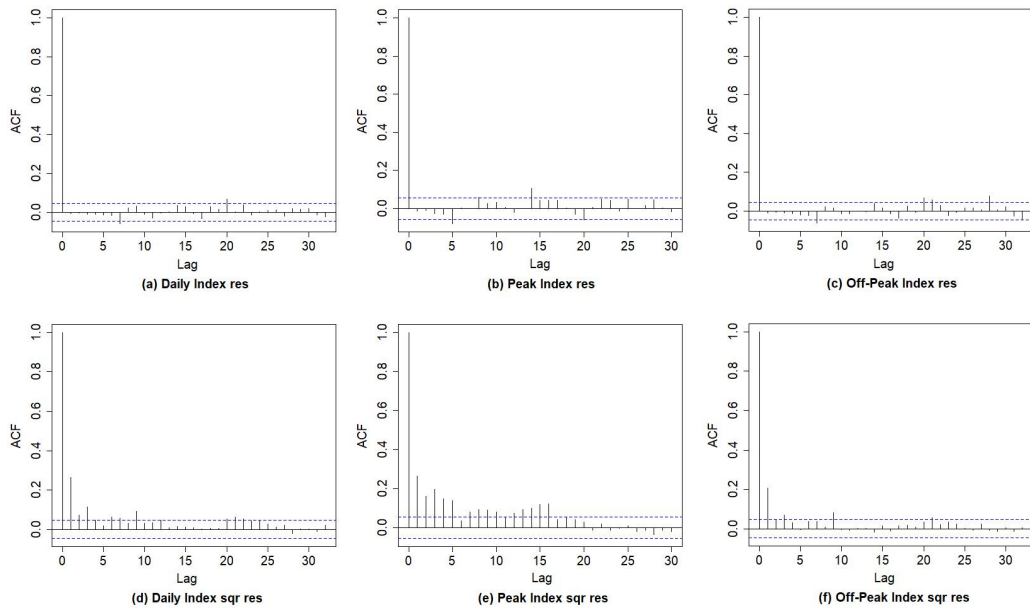 ACF
0.0 0.2 0.4 0.6 0.8 1.0
0 5 10 15 20 25 30
Lag
(a) Daily Index res
ACF
0.0 0.2 0.4 0.6 0.8 1.0
0 5 10 15 20 25 30
Lag
(b) Peak Index res
ACF
0.0 0.2 0.4 0.6 0.8 1.0
0 5 10 15 20 25 30
Lag
(c) Off-Peak Index res
ACF
0.0 0.2 0.4 0.6 0.8 1.0
0 5 10 15 20 25 30
Lag
(d) Daily Index sqr res
ACF
0.0 0.2 0.4 0.6 0.8 1.0
0 5 10 15 20 25 30
Lag
(e) Peak Index sqr res
ACF
0.0 0.2 0.4 0.6 0.8 1.0
0 5 10 15 20 25 30
Lag
(f) Off-Peak Index sqr res